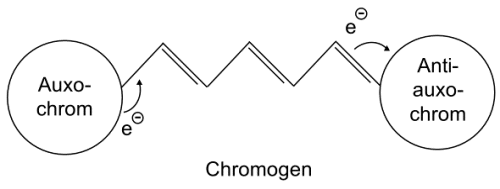 e⊖
Auxo-
chrom
e⊖
Anti-
auxo-
chrom
Chromogen